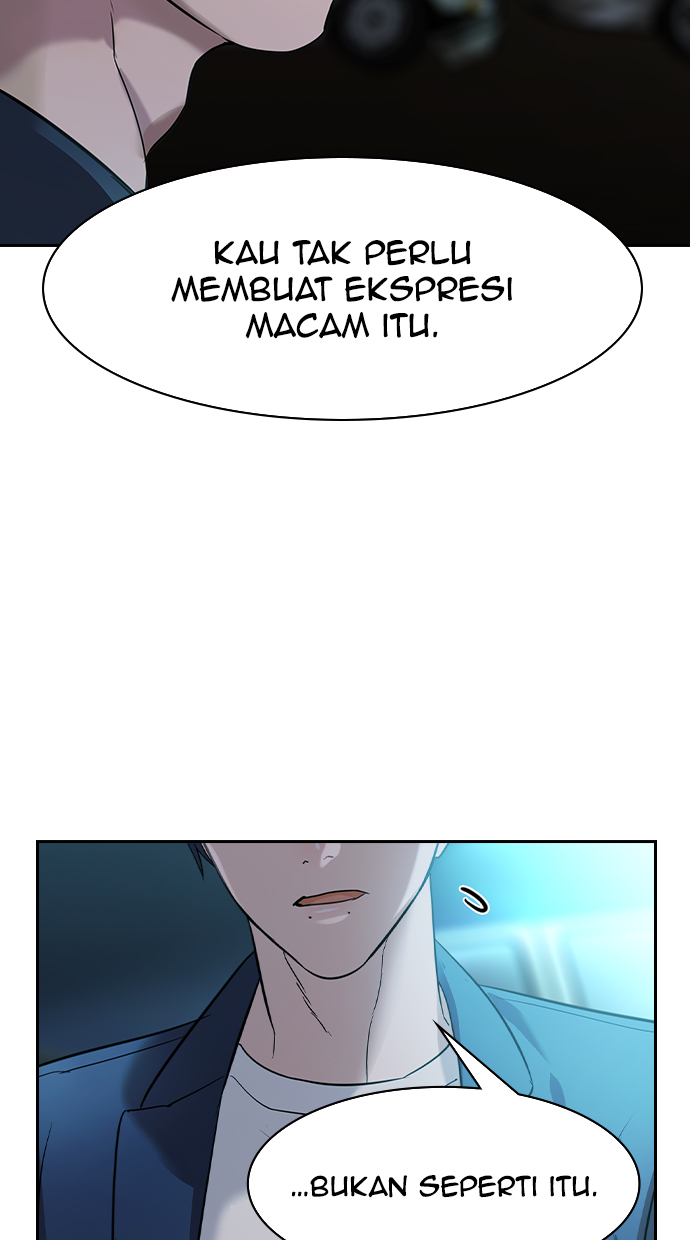 KAU TAK PERLU
MEMBUAT EKSPRESI
MACAM ITU.
...BUKAN SEPERTI ITU.